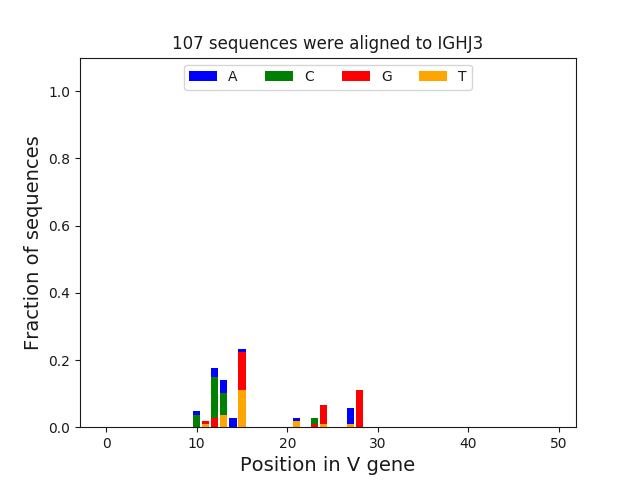 107 sequences were aligned to IGHJ3
A C G T
1.0
0.8
0.6
0.4
0.2
0.0
Fraction of sequences
0 10 20 30 40 50
Position in V gene